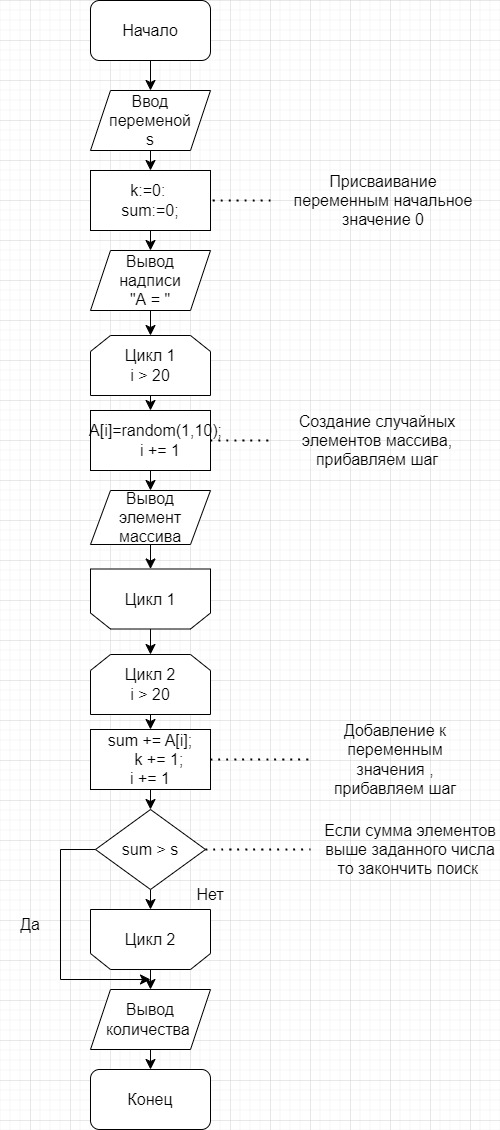 Начало
Ввод
переменой
s
k:=0:
sum:=0;
Присваивание
переменным начальное
значение 0
Вывод
надписи
"A = "
Цикл 1
i > 20
A[i]=random(1,10);
i += 1
Создание случайных
элементов массива,
прибавляем шаг
Вывод
элемент
массива
Цикл 1
Цикл 2
i > 20
sum += A[i];
k += 1;
i += 1
Добавление к
переменным
значения ,
прибавляем шаг
sum > s
Если сумма элементов
выше заданного числа
то закончить поиск
Нет
Да
Цикл 2
Вывод
количества
Конец